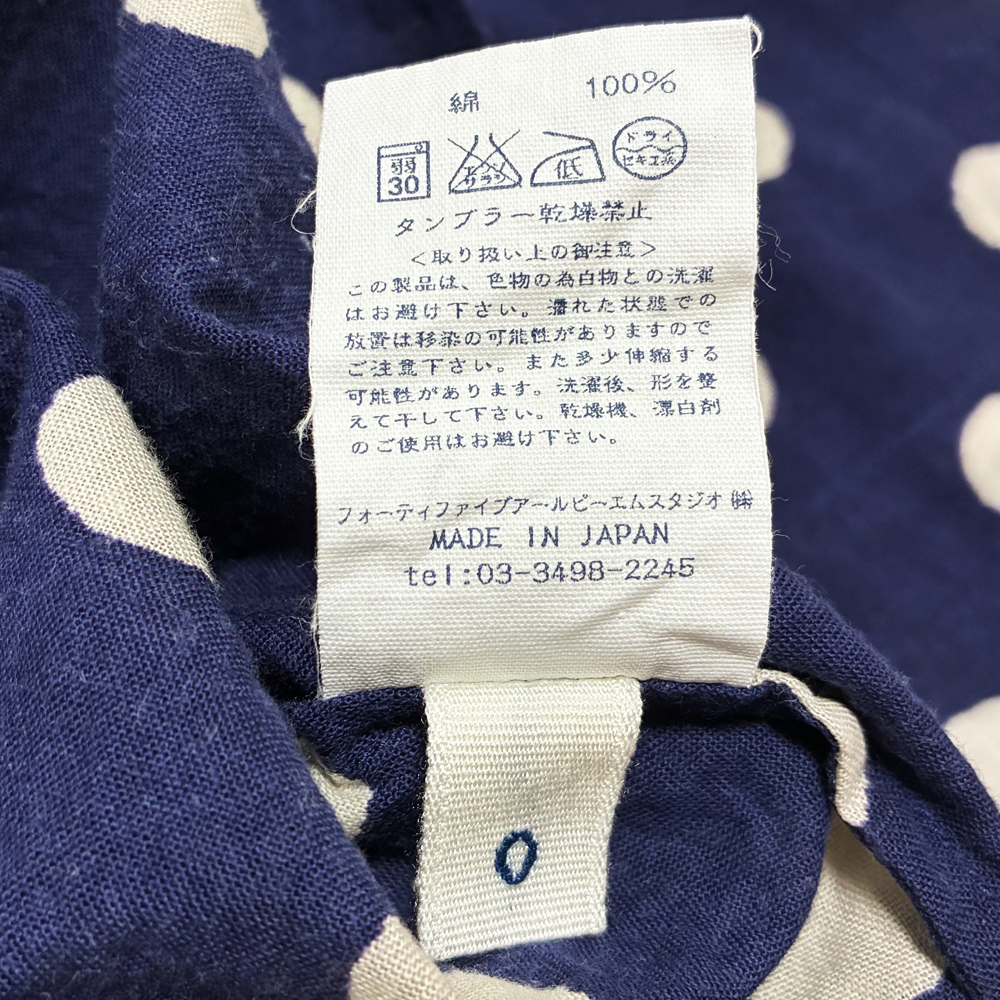 綿 100%
弱 30 エンソ サラシ 低 ドライ セキユ系
タンブラー乾燥禁止
<取り扱い上の御注意>
この製品は、色物の為白物との洗濯
はお避け下さい。濡れた状態での
放置は移染の可能性がありますので
ご注意下さい。また多少伸縮する
可能性があります。洗濯後、形を整
えて干して下さい。乾燥機、漂白剤
のご使用はお避け下さい。
フォーティファイブアールピーエムスタジオ㈱
MADE IN JAPAN
tel:03-3498-2245
0